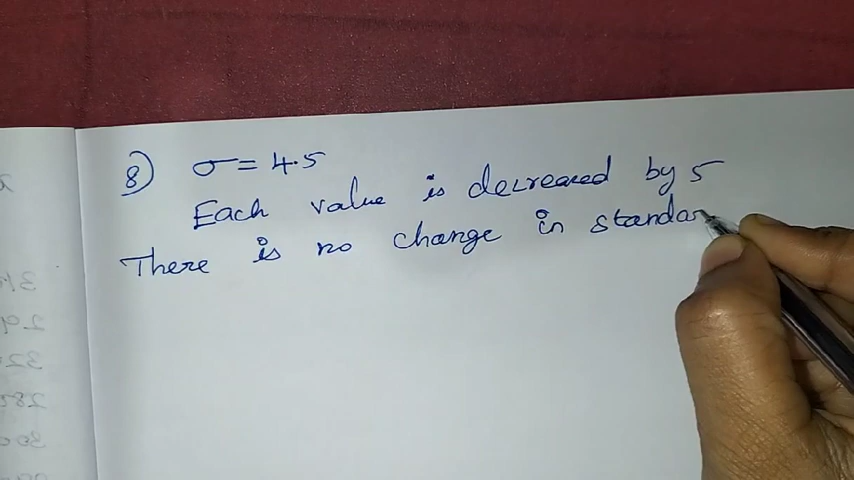 8) σ = 4.5
Each value is decreased by 5
There is no change in standar